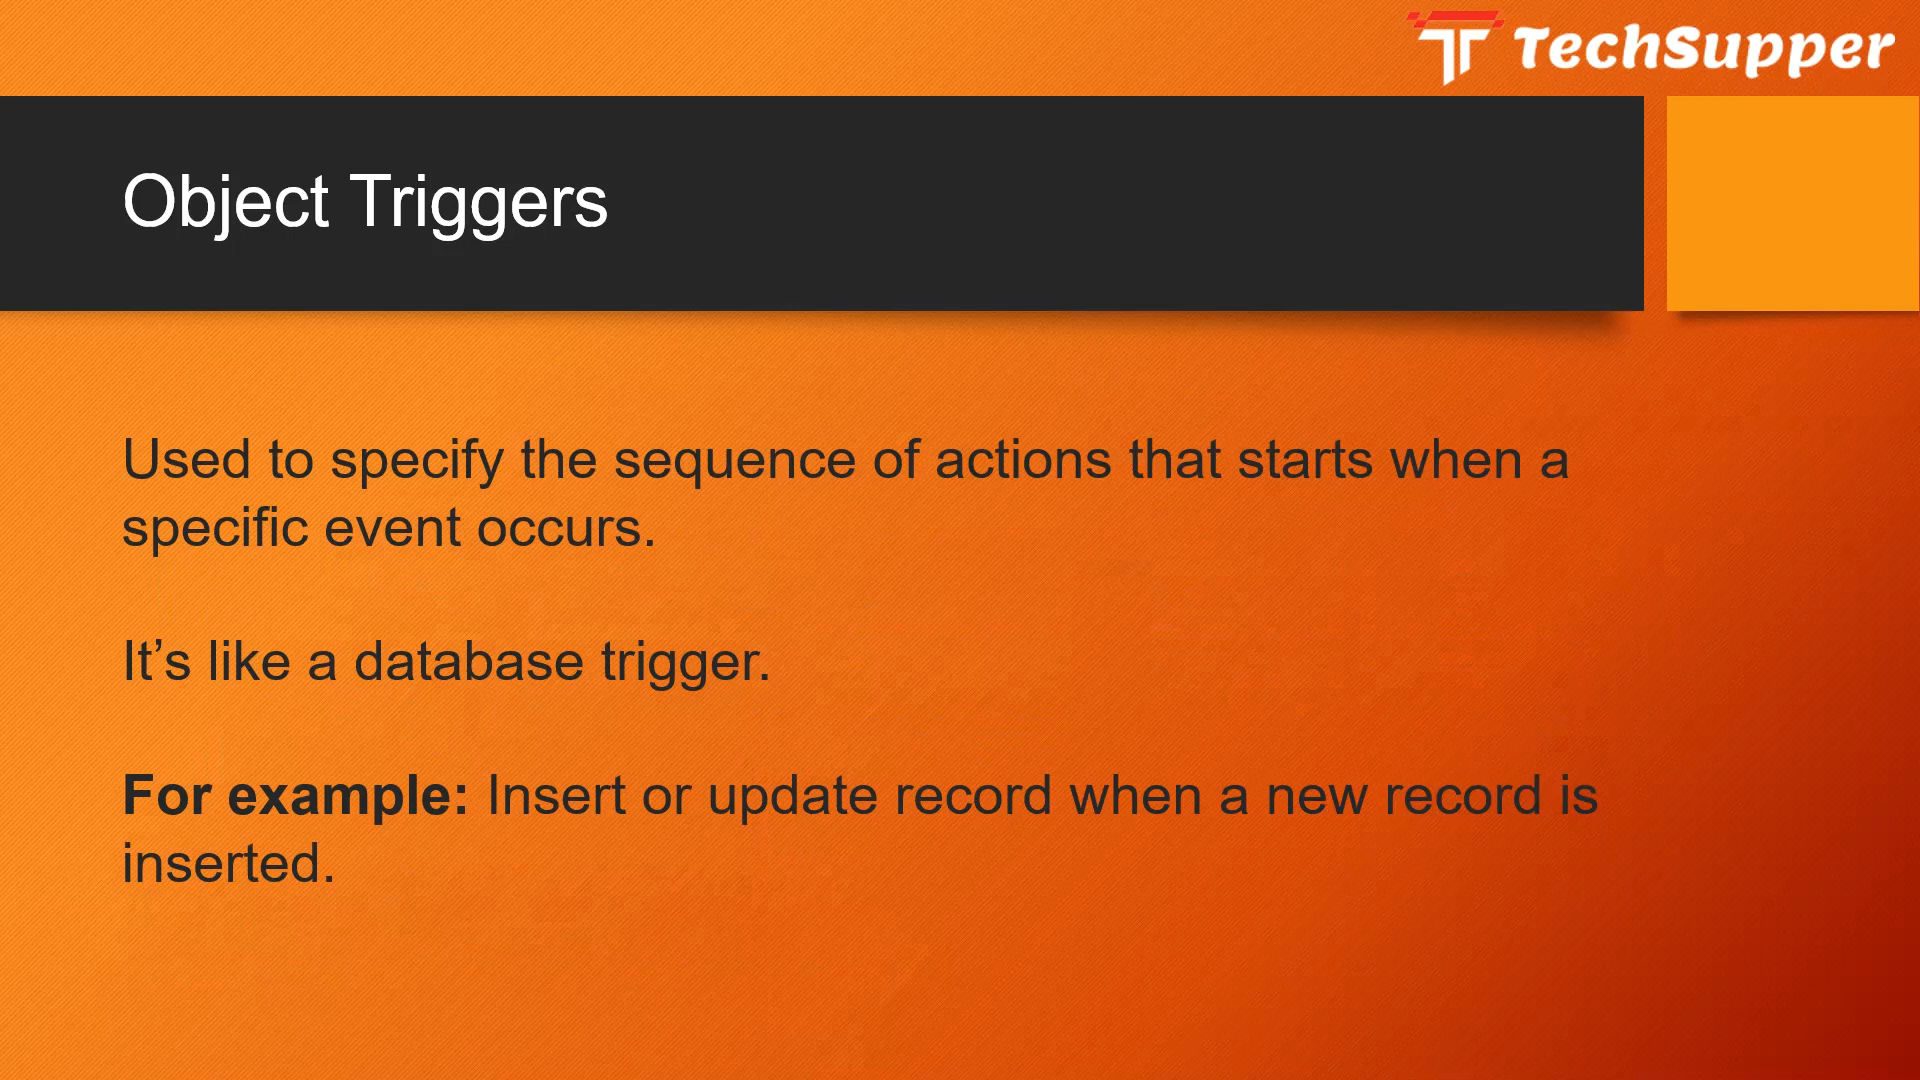 TechSupper
Object Triggers
Used to specify the sequence of actions that starts when a
specific event occurs.
It’s like a database trigger.
For example: Insert or update record when a new record is
inserted.